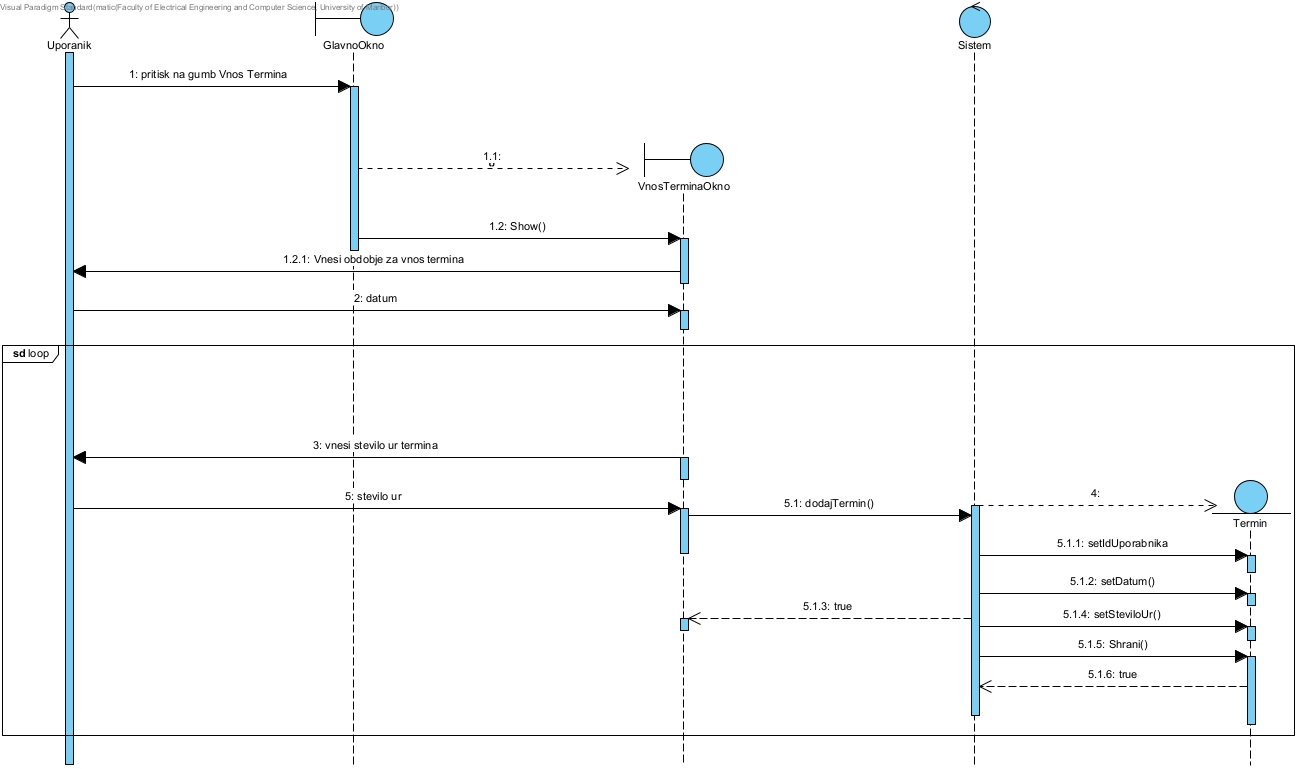 Visual Paradigm Standard(matic(Faculty of Electrical Engineering and Computer Science, University of Maribor))
Uporanik
GlavnoOkno
Sistem
1: pritisk na gumb Vnos Termina
1.1:
VnosTerminaOkno
1.2: Show()
1.2.1: Vnesi obdobje za vnos termina
2: datum
sd loop
3: vnesi stevilo ur termina
5: stevilo ur
5.1: dodajTermin()
4:
Termin
5.1.1: setIdUporabnika
5.1.2: setDatum()
5.1.3: true
5.1.4: setSteviloUr()
5.1.5: Shrani()
5.1.6: true